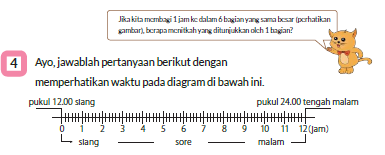 Jika kita membagi 1 jam ke dalam 6 bagian yang sama besar (perhatikan
gambar), berapa menitkah yang ditunjukkan oleh 1 bagian?
4 Ayo, jawablah pertanyaan berikut dengan
memperhatikan waktu pada diagram di bawah ini.
pukul 12.00 siang pukul 24.00 tengah malam
0 1 2 3 4 5 6 7 8 9 10 11 12 (jam)
siang sore malam